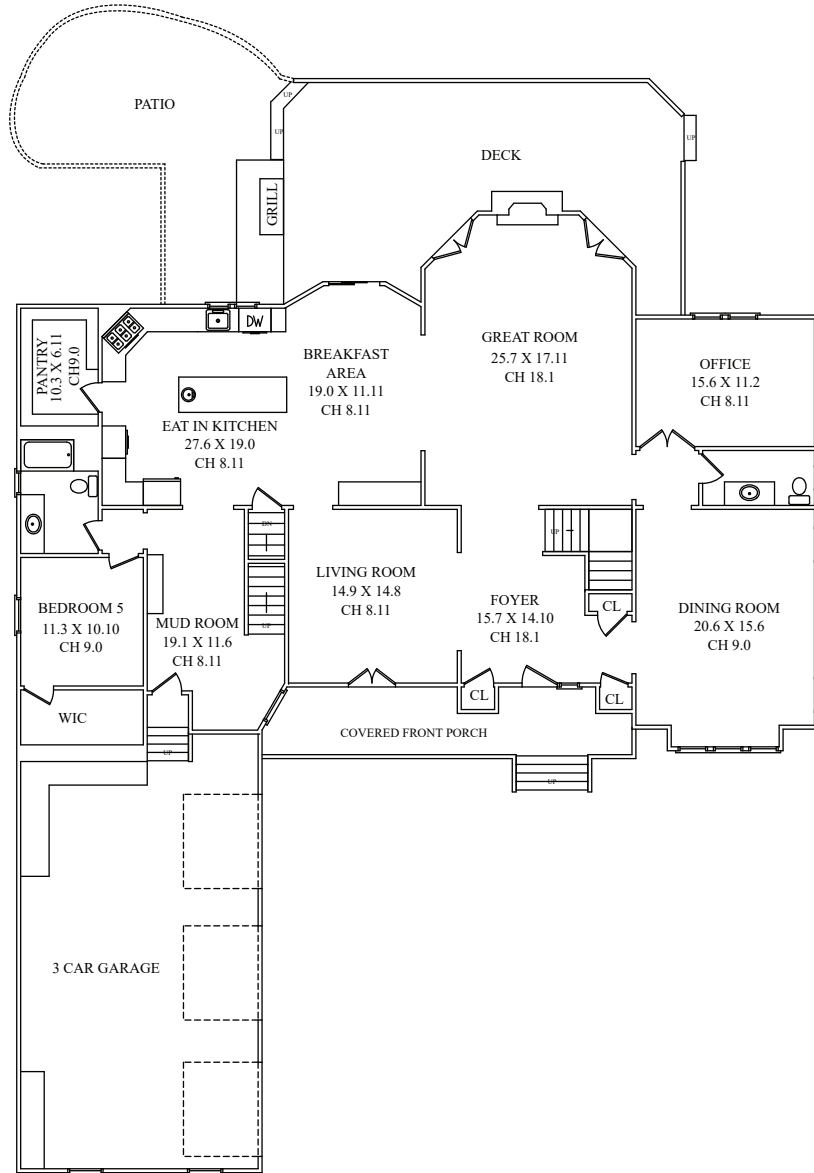 PATIO
UP
UP
UP
DECK
GRILL
DW
PANTRY
10.3 X 6.11
CH9.0
BREAKFAST
AREA
19.0 X 11.11
CH 8.11
GREAT ROOM
25.7 X 17.11
CH 18.1
OFFICE
15.6 X 11.2
CH 8.11
EAT IN KITCHEN
27.6 X 19.0
CH 8.11
DN
UP
LIVING ROOM
14.9 X 14.8
CH 8.11
FOYER
15.7 X 14.10
CH 18.1
UP
CL
DINING ROOM
20.6 X 15.6
CH 9.0
BEDROOM 5
11.3 X 10.10
CH 9.0
MUD ROOM
19.1 X 11.6
CH 8.11
WIC
CL
CL
COVERED FRONT PORCH
UP
UP
3 CAR GARAGE